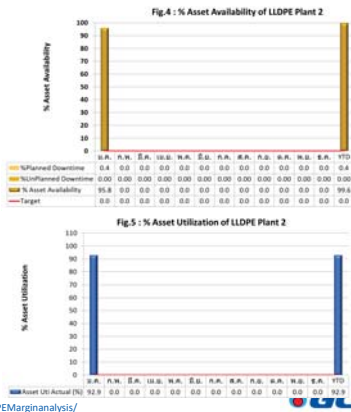 Fig.4 : % Asset Availability of LLDPE Plant 2
% Asset Availability
100
90
80
70
60
50
40
30
20
10
0
ม.ค. ก.พ. มี.ค. เม.ย. พ.ค. มิ.ย. ก.ค. ส.ค. ก.ย. ต.ค. พ.ย. ธ.ค. YTD
%Planned Downtime 0.4 0.0 0.0 0.0 0.0 0.0 0.0 0.0 0.0 0.0 0.0 0.0 0.4
%UnPlanned Downtime 0.00 0.00 0.00 0.00 0.00 0.00 0.00 0.00 0.00 0.00 0.00 0.00 0.00
% Asset Availability 95.8 0.0 0.0 0.0 0.0 0.0 0.0 0.0 0.0 0.0 0.0 0.0 99.6
Target 0.0 0.0 0.0 0.0 0.0 0.0 0.0 0.0 0.0 0.0 0.0 0.0 0.0
Fig.5 : % Asset Utilization of LLDPE Plant 2
% Asset Utilization
110
100
90
80
70
60
50
40
30
20
10
0
ม.ค. ก.พ. มี.ค. เม.ย. พ.ค. มิ.ย. ก.ค. ส.ค. ก.ย. ต.ค. พ.ย. ธ.ค. YTD
Asset Uti Actual (%) 92.9 0.0 0.0 0.0 0.0 0.0 0.0 0.0 0.0 0.0 0.0 0.0 92.9
PEMarginanalysis/